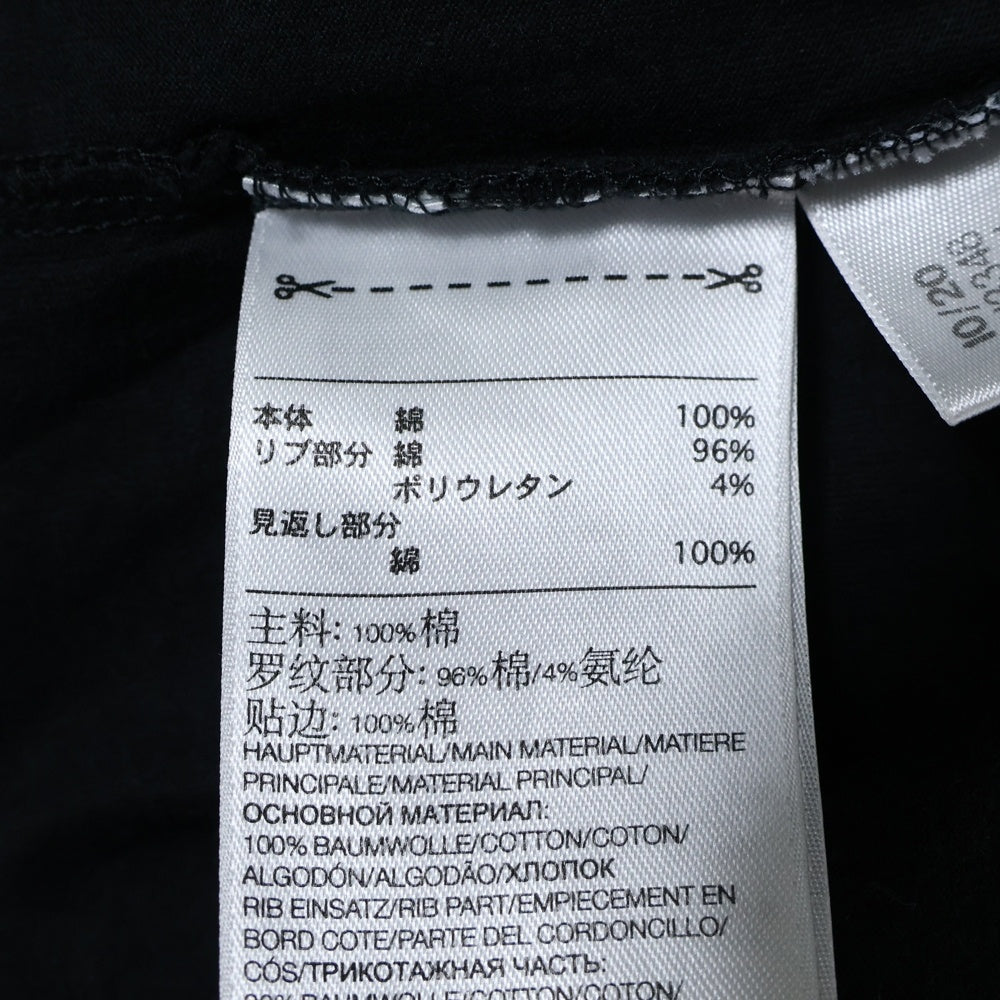 本体 綿 100%
リブ部分 綿 96%
ポリウレタン 4%
見返し部分
綿 100%
主料: 100%棉
罗纹部分: 96%棉/4%氨纶
贴边: 100%棉
HAUPTMATERIAL/MAIN MATERIAL/MATIERE
PRINCIPALE/MATERIAL PRINCIPAL/
ОСНОВНОЙ МАТЕРИАЛ:
100% BAUMWOLLE/COTTON/COTON/
ALGODÓN/ALGODÃO/ХЛОПОК
RIB EINSATZ/RIB PART/EMPIECEMENT EN
BORD COTE/PARTE DEL CORDONCILLO/
CÓS/ТРИКОТАЖНАЯ ЧАСТЬ:
BAUMWOLLE/COTTON/COTON/
10/20